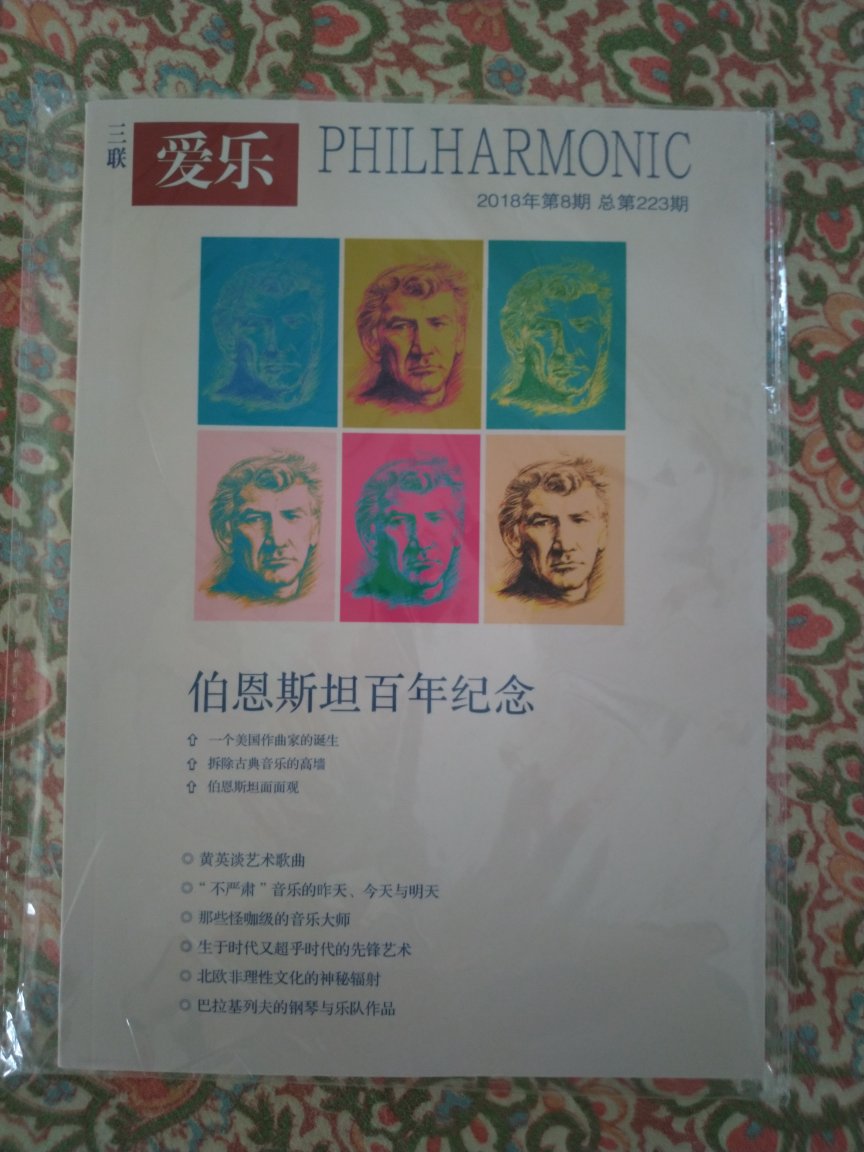 三联
爱乐
PHILHARMONIC
2018年第8期 总第223期
伯恩斯坦百年纪念
⇧ 一个美国作曲家的诞生
⇧ 拆除古典音乐的高墙
⇧ 伯恩斯坦面面观
◎ 黄英谈艺术歌曲
◎ “不严肃”音乐的昨天、今天与明天
◎ 那些怪咖级的音乐大师
◎ 生于时代又超乎时代的先锋艺术
◎ 北欧非理性文化的神秘辐射
◎ 巴拉基列夫的钢琴与乐队作品